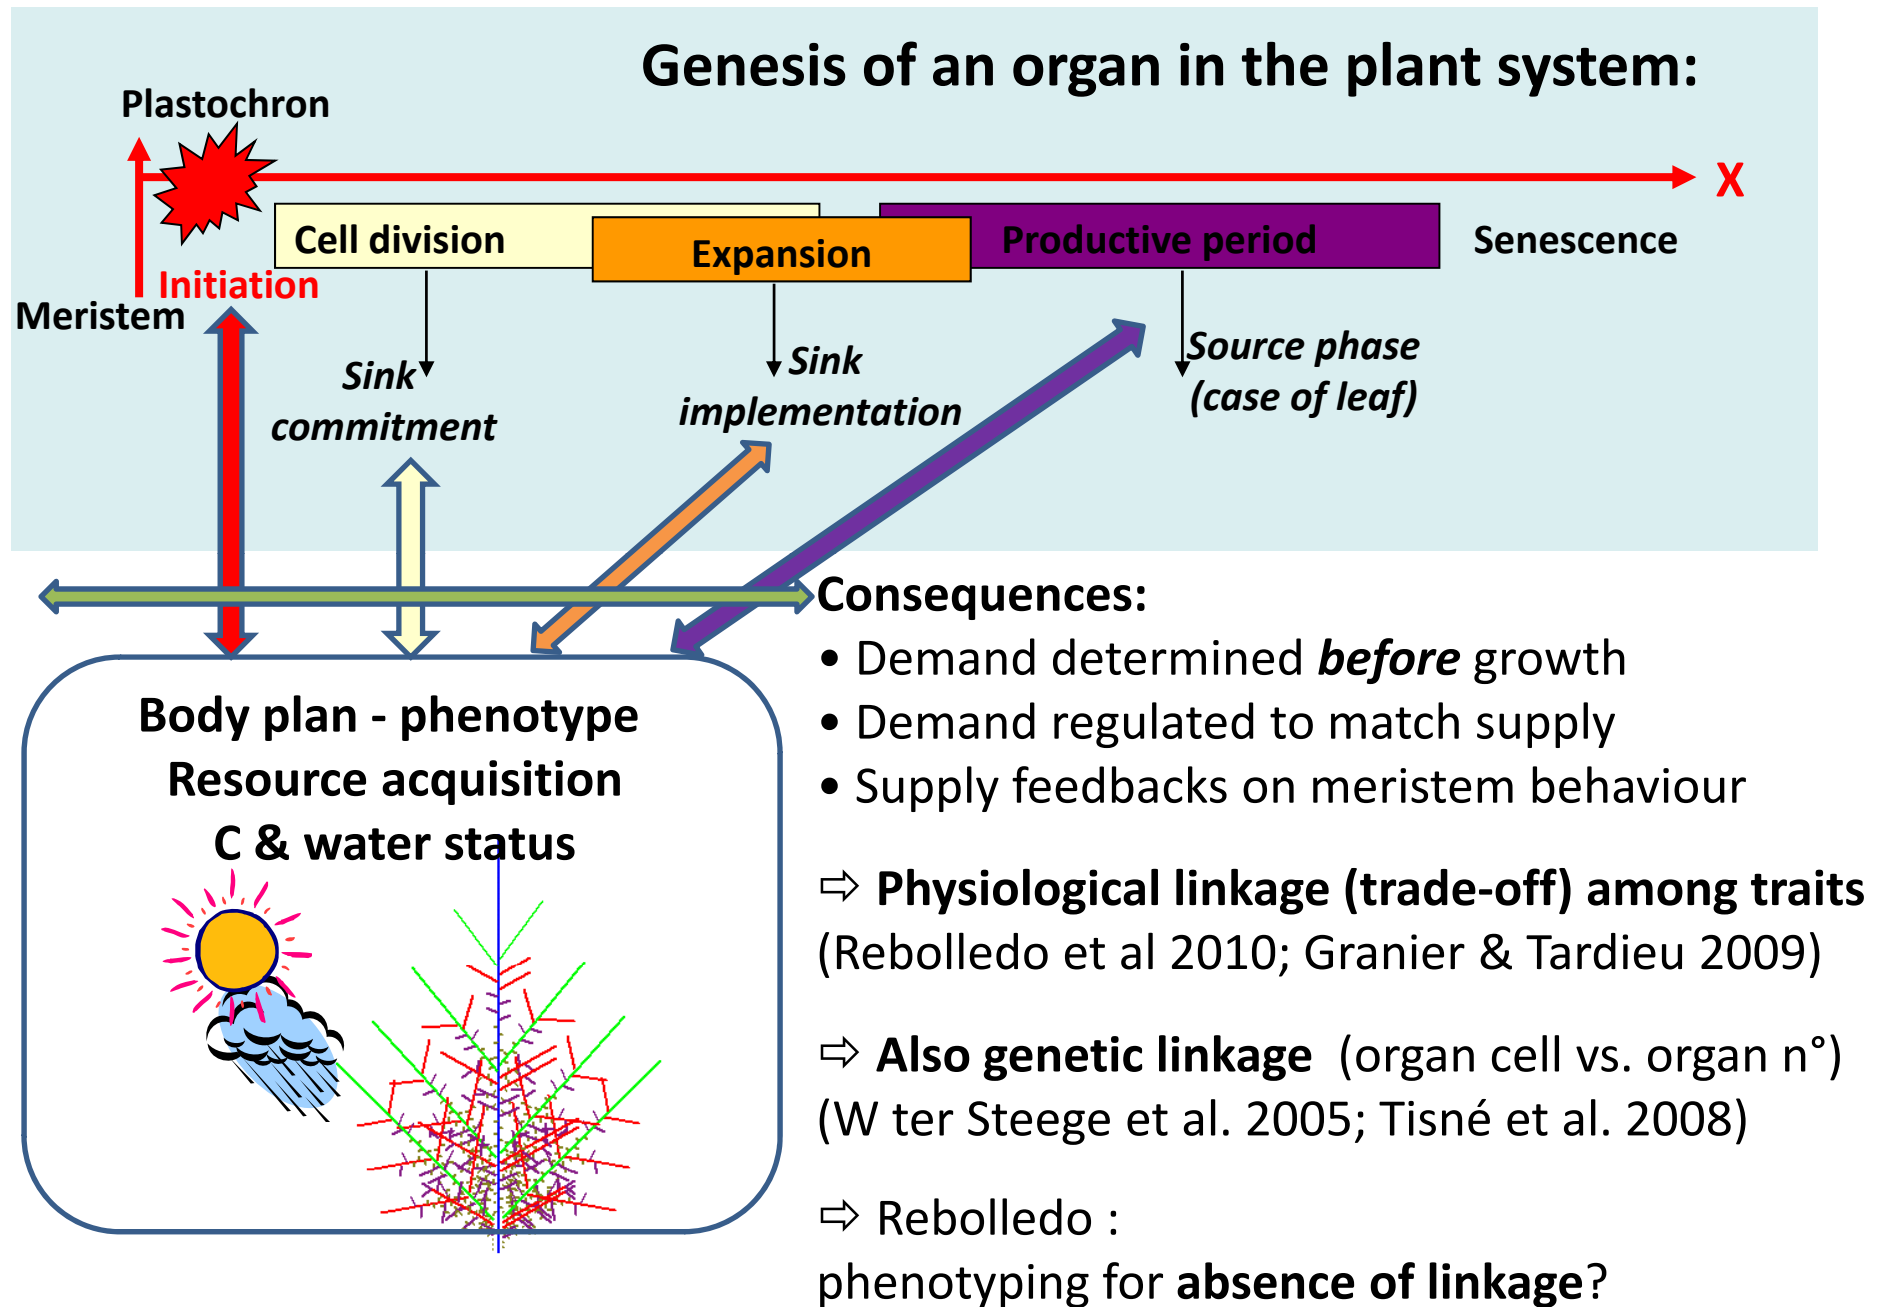 Genesis of an organ in the plant system:
Plastochron
X
Cell division
Expansion
Productive period
Senescence
Initiation
Meristem
Sink
commitment
Sink
implementation
Source phase
(case of leaf)
Body plan - phenotype
Resource acquisition
C & water status
Consequences:
• Demand determined before growth
• Demand regulated to match supply
• Supply feedbacks on meristem behaviour
⇨ Physiological linkage (trade-off) among traits
(Rebolledo et al 2010; Granier & Tardieu 2009)
⇨ Also genetic linkage (organ cell vs. organ n°)
(W ter Steege et al. 2005; Tisné et al. 2008)
⇨ Rebolledo :
phenotyping for absence of linkage?